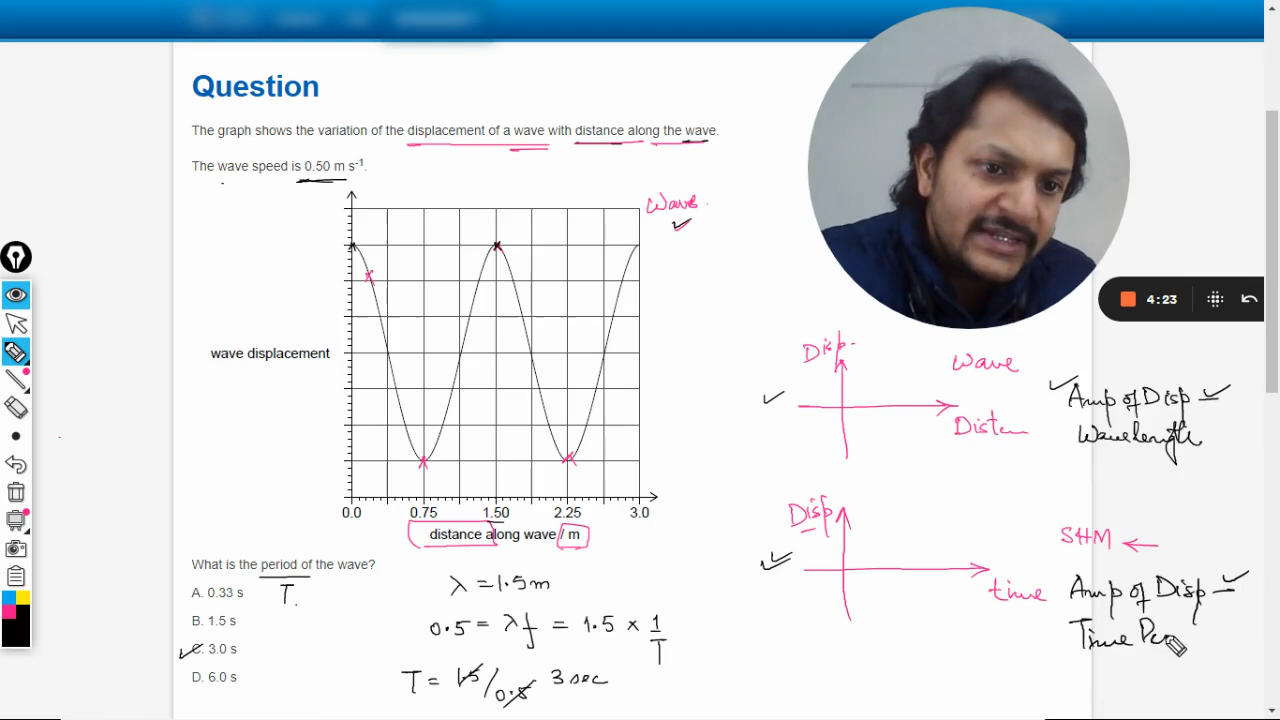 Question
The graph shows the variation of the displacement of a wave with distance along the wave.
The wave speed is 0.50 m s⁻¹.
Wave
wave displacement
0.0 0.75 1.50 2.25 3.0
distance along wave / m
What is the period of the wave?
T
A. 0.33 s
B. 1.5 s
C. 3.0 s
D. 6.0 s
λ = 1.5m
0.5 = λf = 1.5 × 1/T
T = 1.5/0.5 3 sec
4:23
Disp.
Wave
Distan
Amp of Disp
Wavelength
Disp
time
SHM
Amp of Disp
Time Per